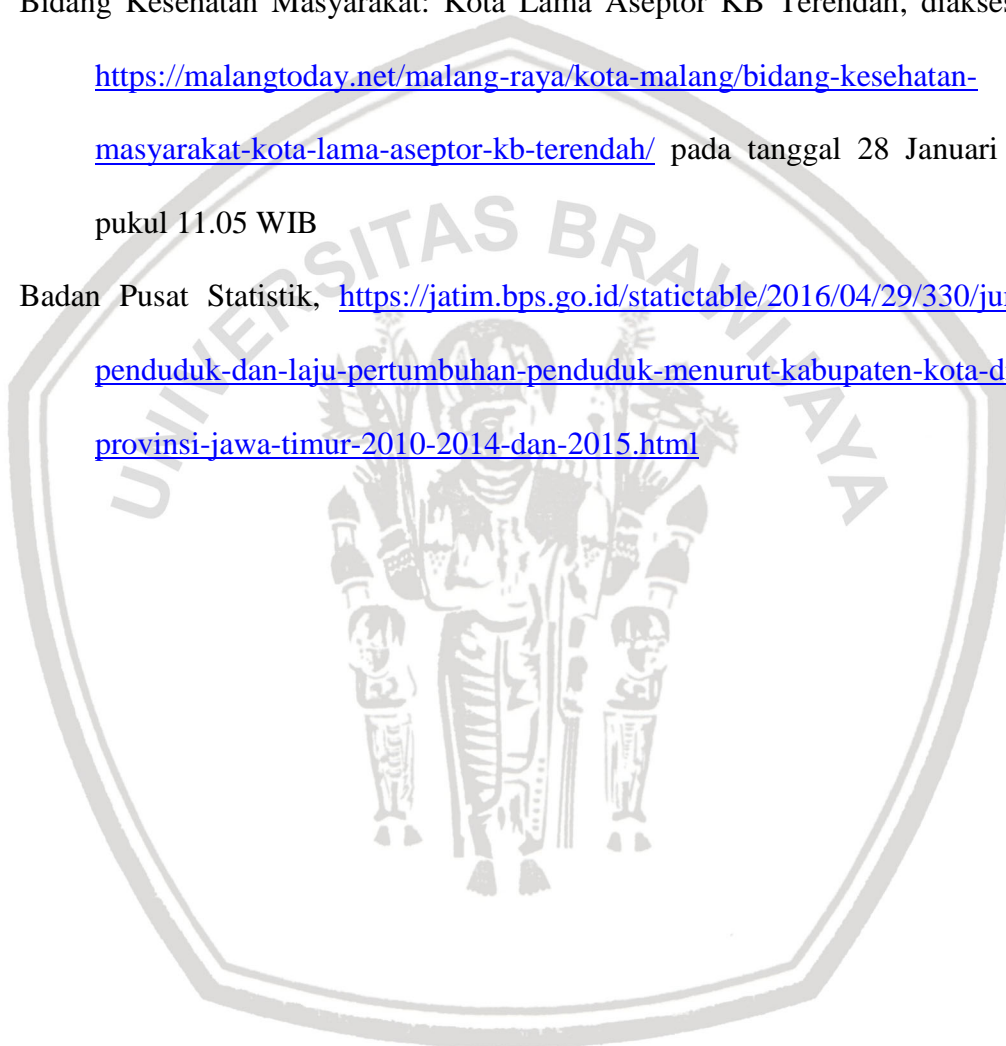 Bidang Kesehatan Masyarakat: Kota Lama Aseptor KB Terendah, diakses
https://malangtoday.net/malang-raya/kota-malang/bidang-kesehatan-
masyarakat-kota-lama-aseptor-kb-terendah/ pada tanggal 28 Januari
pukul 11.05 WIB
UNIVERSITAS BRAWIJAYA
Badan Pusat Statistik, https://jatim.bps.go.id/statictable/2016/04/29/330/
penduduk-dan-laju-pertumbuhan-penduduk-menurut-kabupaten-kota-d
provinsi-jawa-timur-2010-2014-dan-2015.html